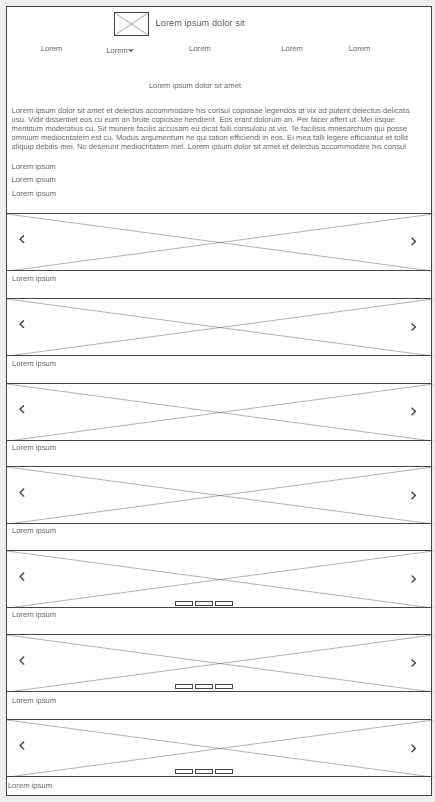 Lorem ipsum dolor sit
Lorem Lorem Lorem Lorem Lorem
Lorem ipsum dolor sit amet
Lorem ipsum dolor sit amet et delectus accommodare his consul copiosae legendos at vix ad putent delectus delicata
usu. Vidit dissentiet eos cu eum an brute copiosae hendrerit. Eos erant dolorum an. Per facer affert ut. Mei iisque
mentitum moderatius cu. Sit munere facilis accusam eu dicat falli consulatu at vis. Te facilisis mnesarchum qui posse
omnium mediocritatem est cu. Modus argumentum ne qui tation efficiendi in eos. Ei mea falli legere efficiantur et tollit
aliquip debitis mei. No deserunt mediocritatem mel. Lorem ipsum dolor sit amet et delectus accommodare his consul
Lorem ipsum
Lorem ipsum
Lorem ipsum
Lorem ipsum
Lorem ipsum
Lorem ipsum
Lorem ipsum
Lorem ipsum
Lorem ipsum
Lorem ipsum